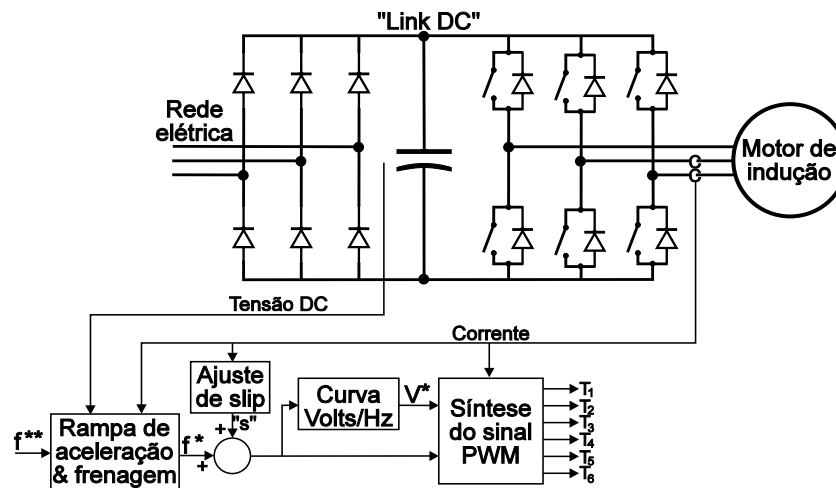 "Link DC"
Rede
elétrica
Motor de
indução
Tensão DC
Corrente
Ajuste
de slip
Curva
Volts/Hz
V*
Síntese
do sinal
PWM
T1
T2
T3
T4
T5
T6
f**
Rampa de
aceleração
& frenagem
f*
+
+
"s"